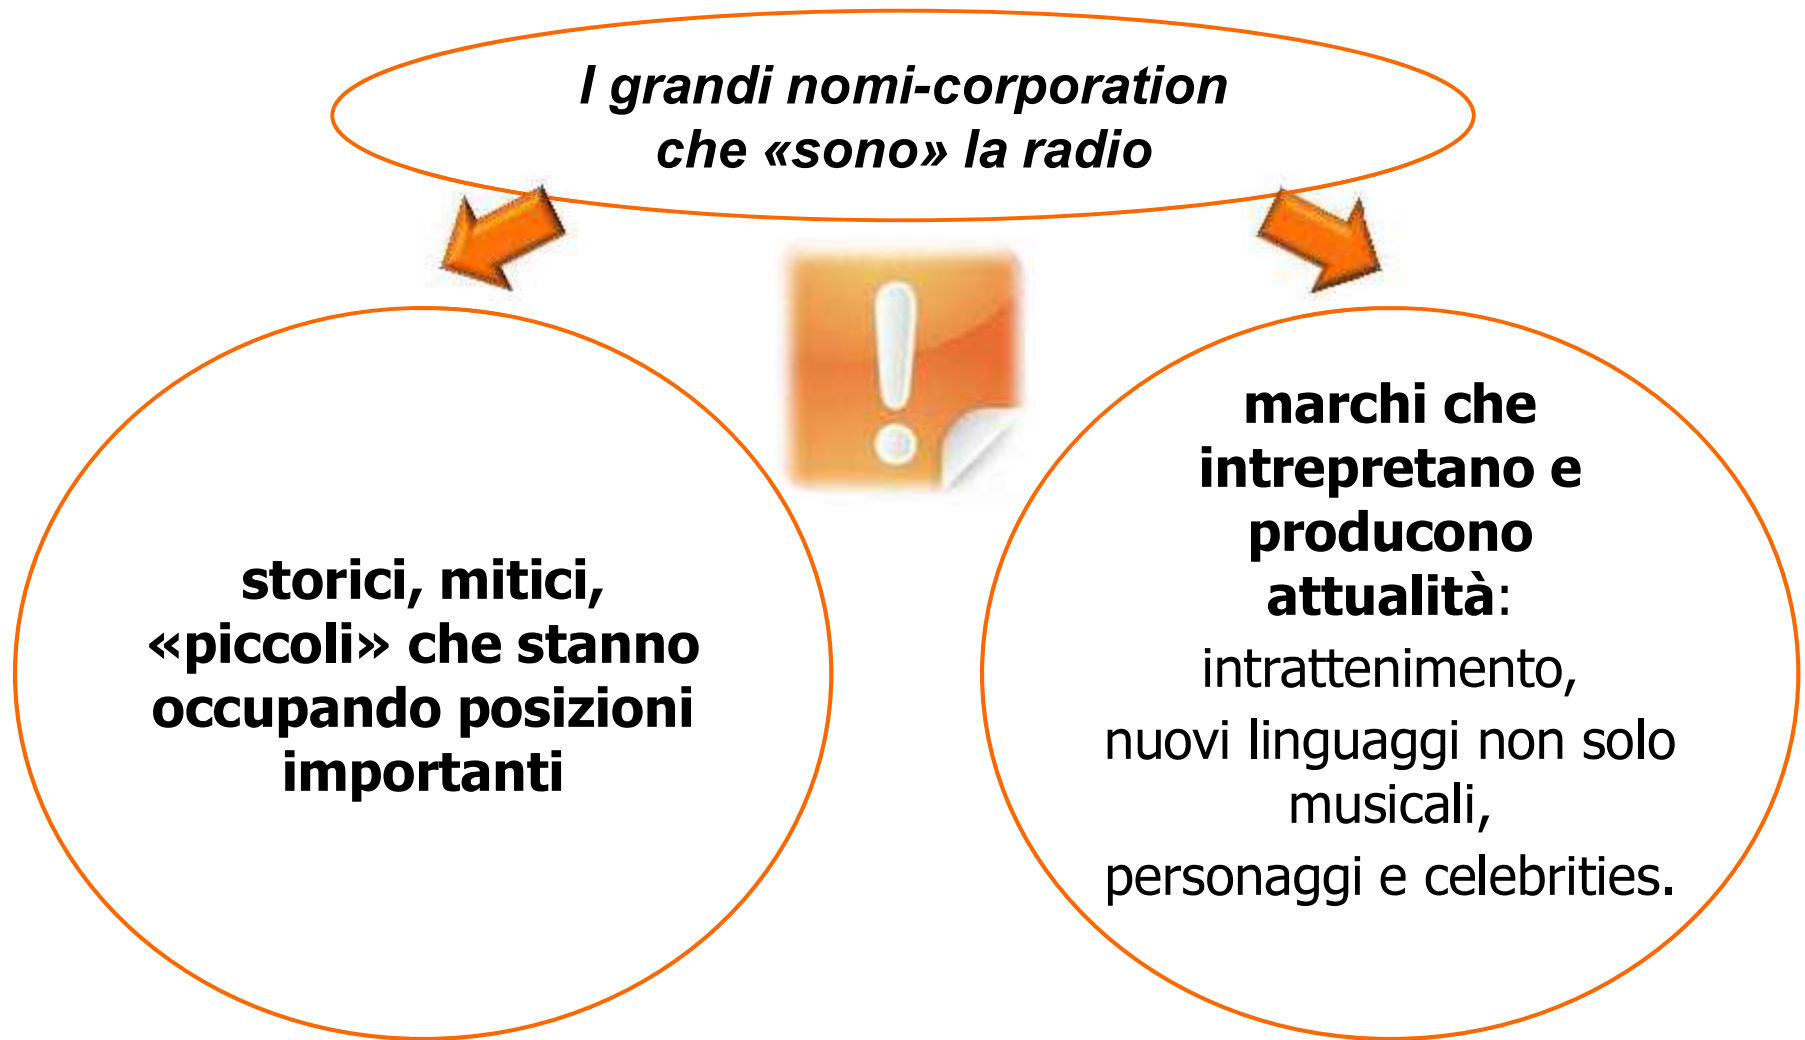 I grandi nomi-corporation
che «sono» la radio
storici, mitici,
«piccoli» che stanno
occupando posizioni
importanti
marchi che
intrepretano e
producono
attualità:
intrattenimento,
nuovi linguaggi non solo
musicali,
personaggi e celebrities.